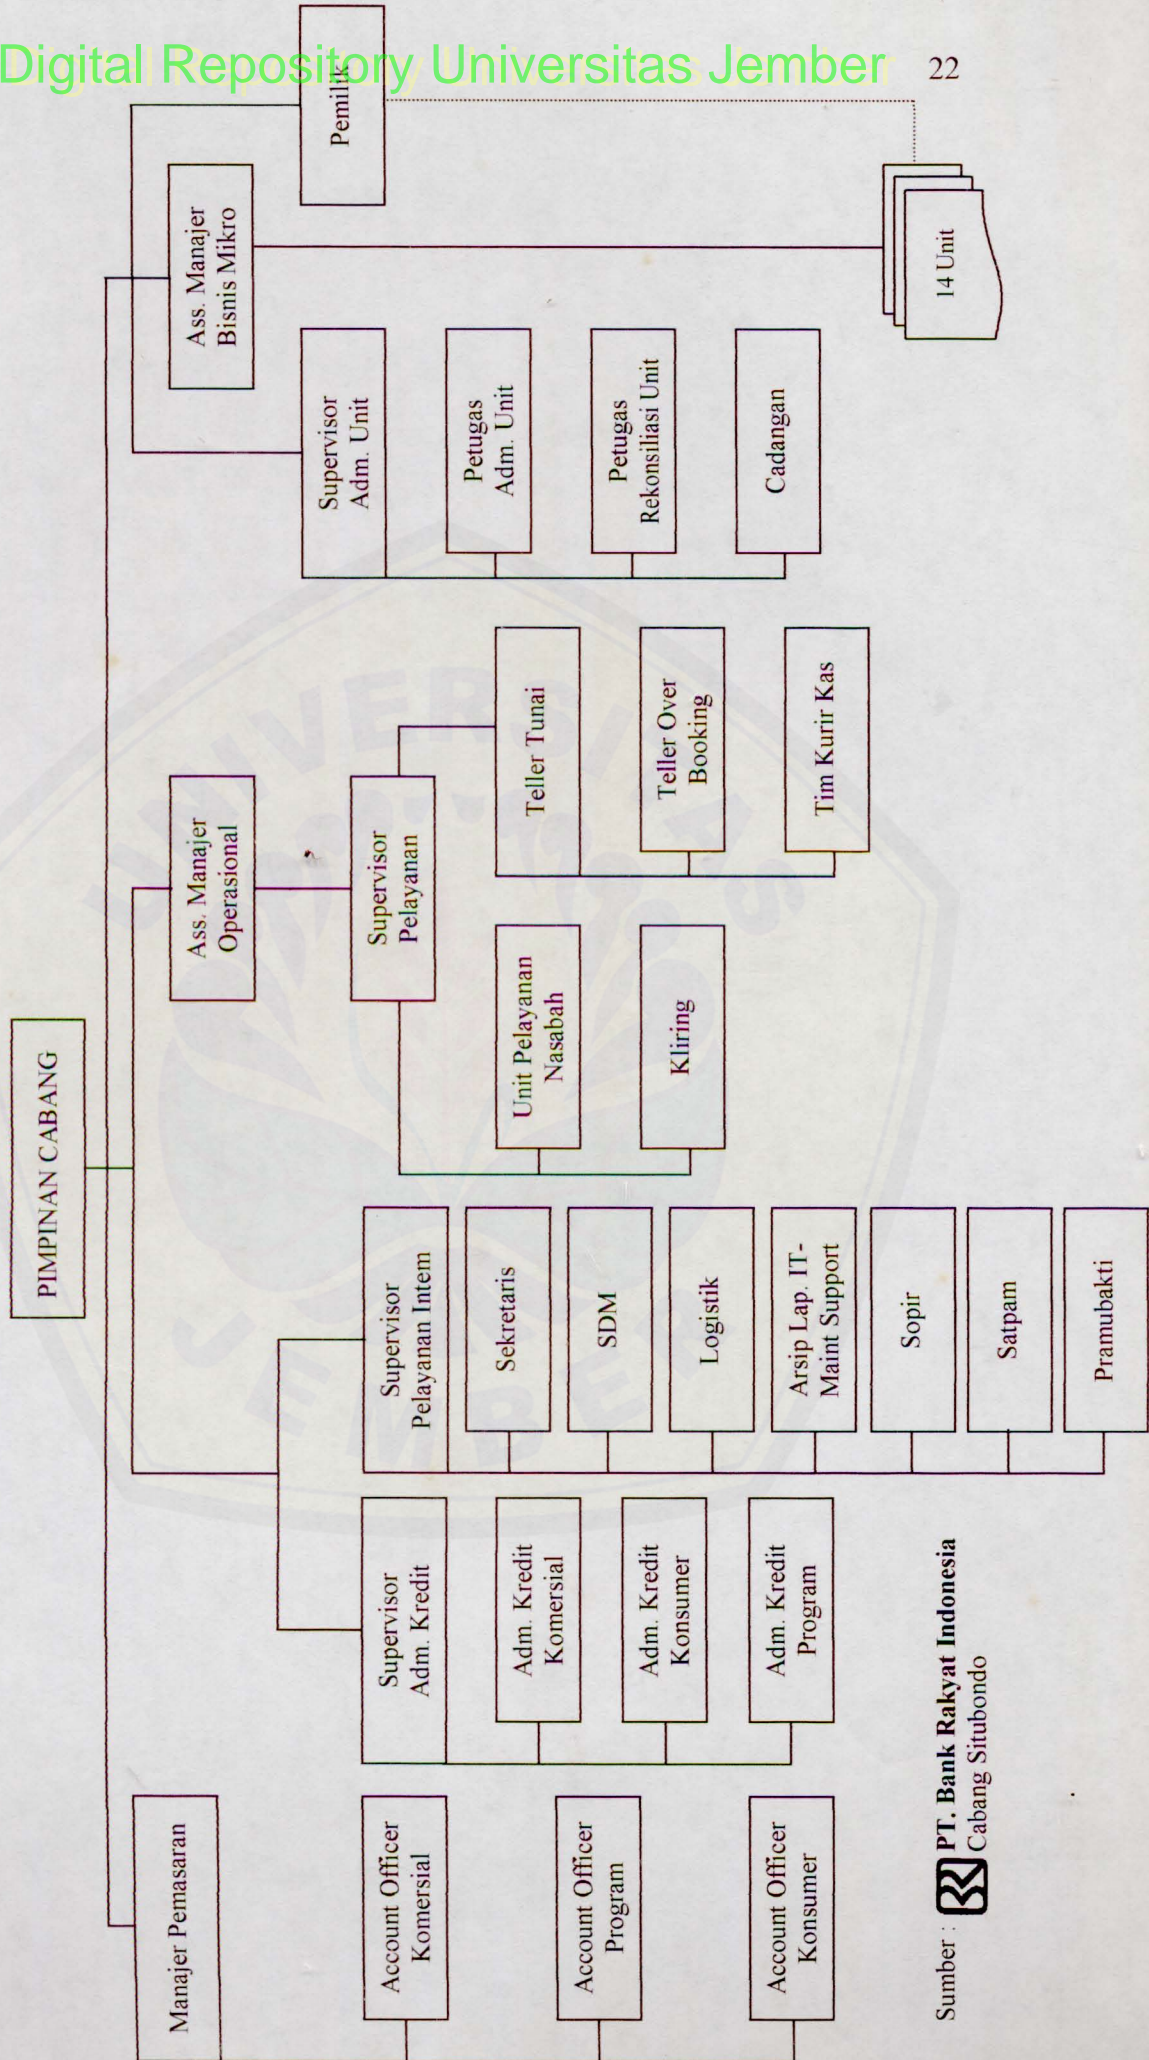 Digital Repository Universitas Jember
22
PIMPINAN CABANG
Manajer Pemasaran
Account Officer
Komersial
Account Officer
Program
Account Officer
Konsumer
Supervisor
Adm. Kredit
Adm. Kredit
Komersial
Adm. Kredit
Konsumer
Adm. Kredit
Program
Supervisor
Pelayanan Intem
Sekretaris
SDM
Logistik
Arsip Lap. IT-
Maint Support
Sopir
Satpam
Pramubakti
Ass. Manajer
Operasional
Supervisor
Pelayanan
Unit Pelayanan
Nasabah
Kliring
Teller Tunai
Teller Over
Booking
Tim Kurir Kas
Ass. Manajer
Bisnis Mikro
Supervisor
Adm. Unit
Petugas
Adm. Unit
Petugas
Rekonsiliasi Unit
Cadangan
Pemilik
14 Unit
Sumber : PT. Bank Rakyat Indonesia
Cabang Situbondo
UNIVERSITAS
JEMBER